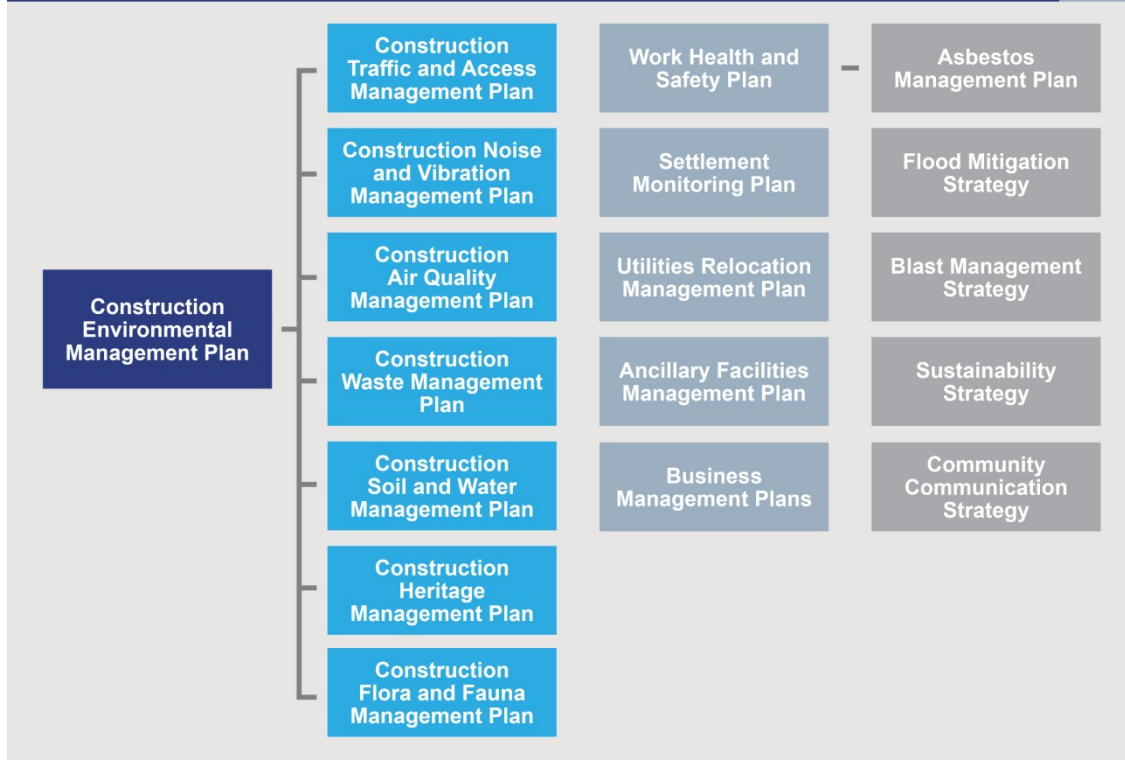 Construction
Environmental
Management Plan
Construction
Traffic and Access
Management Plan
Construction Noise
and Vibration
Management Plan
Construction
Air Quality
Management Plan
Construction
Waste Management
Plan
Construction
Soil and Water
Management Plan
Construction
Heritage
Management Plan
Construction
Flora and Fauna
Management Plan
Work Health and
Safety Plan
Settlement
Monitoring Plan
Utilities Relocation
Management Plan
Ancillary Facilities
Management Plan
Business
Management Plans
Asbestos
Management Plan
Flood Mitigation
Strategy
Blast Management
Strategy
Sustainability
Strategy
Community
Communication
Strategy